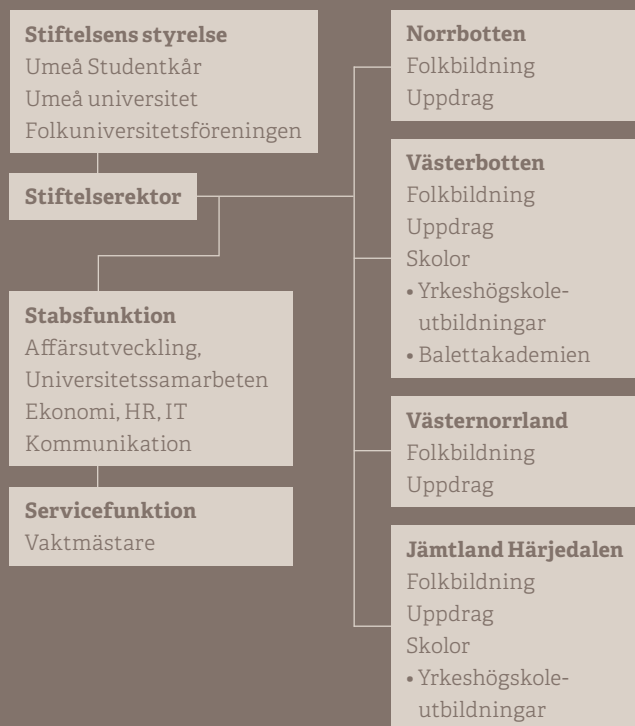 Stiftelsens styrelse
Umeå Studentkår
Umeå universitet
Folkuniversitetsföreningen
Stiftelserektor
Stabsfunktion
Affärsutveckling,
Universitetssamarbeten
Ekonomi, HR, IT
Kommunikation
Servicefunktion
Vaktmästare
Norrbotten
Folkbildning
Uppdrag
Västerbotten
Folkbildning
Uppdrag
Skolor
• Yrkeshögskole-
utbildningar
• Balettakademien
Västernorrland
Folkbildning
Uppdrag
Jämtland Härjedalen
Folkbildning
Uppdrag
Skolor
• Yrkeshögskole-
utbildningar